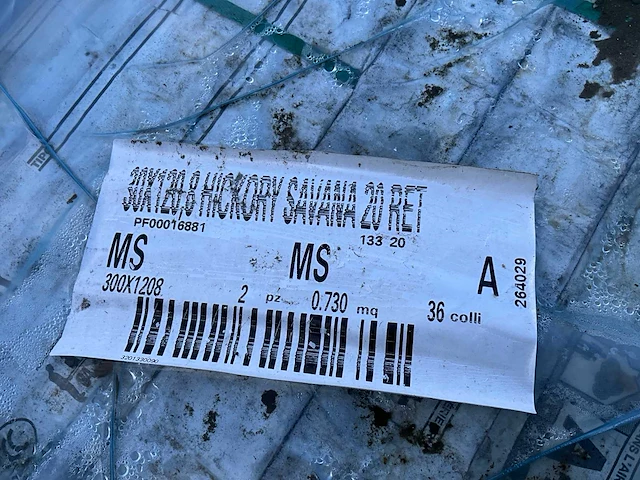 30X120,8 HICKORY SAVANA 20 RET
PF00016881 133 20
MS MS A
300X1208 2 pz 0.730 mq 36 colli
264029